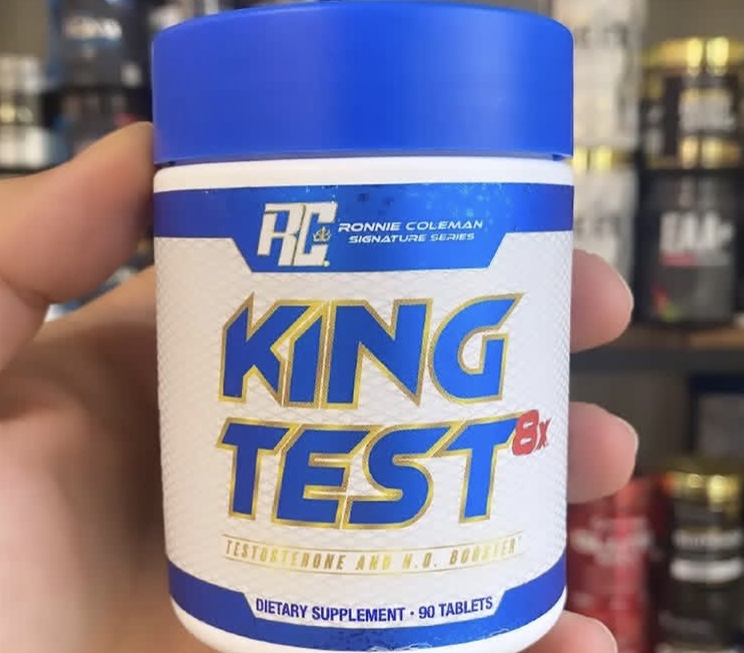 RC
RONNIE COLEMAN
SIGNATURE SERIES
KING
TEST 8x
TESTOSTERONE AND N.O. BOOSTER*
DIETARY SUPPLEMENT · 90 TABLETS